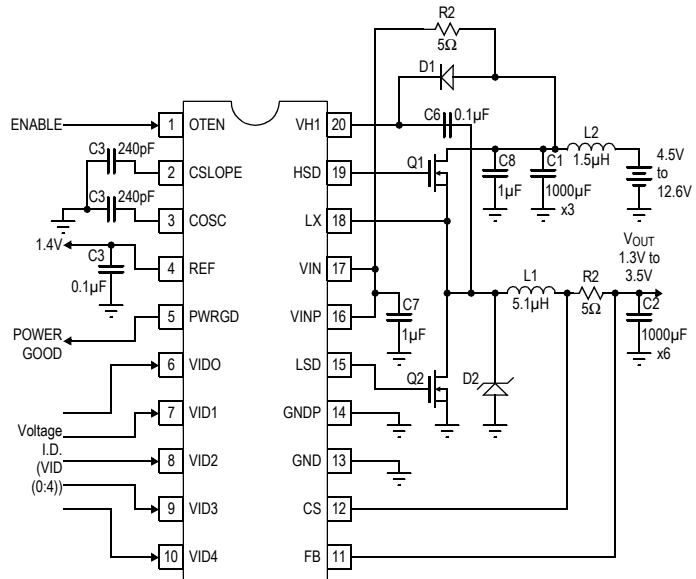 R2
5Ω
D1
C6
0.1µF
ENABLE
1
OTEN
VH1
20
L2
1.5µH
C3
240pF
2
CSLOPE
HSD
19
Q1
C8
1µF
C1
1000µF
x3
4.5V
to
12.6V
C3
240pF
3
COSC
LX
18
1.4V
4
REF
VIN
17
C3
0.1µF
VOUT
1.3V to
3.5V
L1
5.1µH
R2
5Ω
C2
1000µF
x6
5
PWRGD
VINP
16
C7
1µF
POWER
GOOD
6
VIDO
LSD
15
Q2
D2
7
VID1
GNDP
14
Voltage
I.D.
(VID
(0:4))
8
VID2
GND
13
9
VID3
CS
12
10
VID4
FB
11